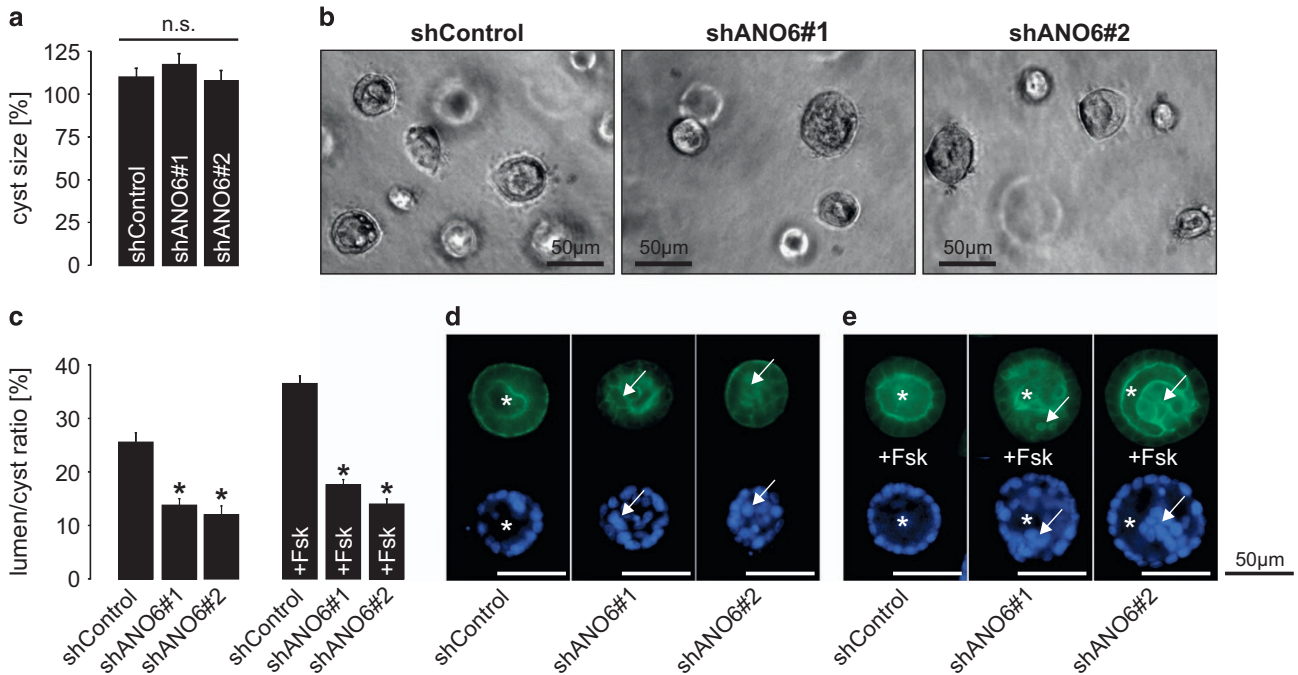 a
n.s.
cyst size [%]
125
100
75
50
25
0
shControl
shANO6#1
shANO6#2
b
shControl
shANO6#1
shANO6#2
50µm
50µm
50µm
c
lumen/cyst ratio [%]
40
30
20
10
0
*
*
*
*
+Fsk
+Fsk
+Fsk
shControl
shANO6#1
shANO6#2
shControl
shANO6#1
shANO6#2
d
*
*
shControl
shANO6#1
shANO6#2
e
* * *
+Fsk +Fsk +Fsk
* * *
50µm
shControl
shANO6#1
shANO6#2